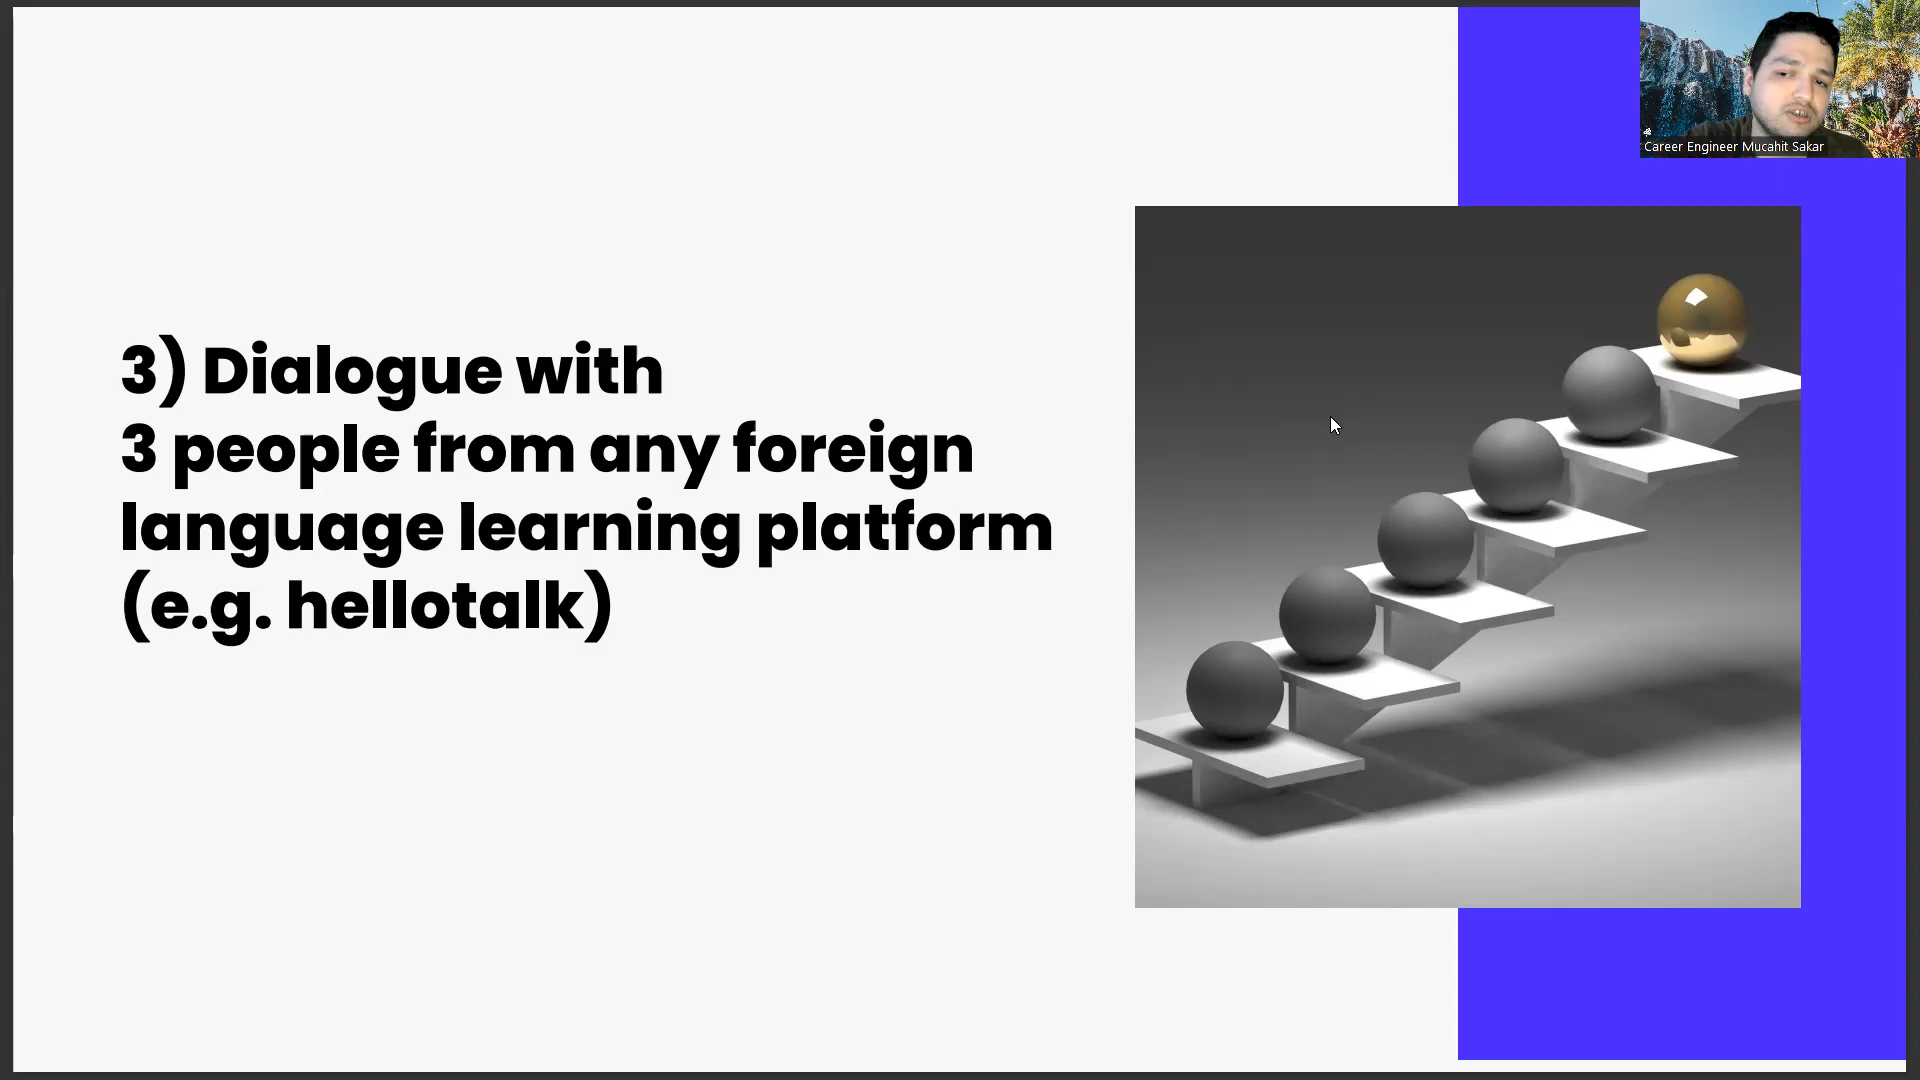 3) Dialogue with
3 people from any foreign
language learning platform
(e.g. hellotalk)
Career Engineer Mucahit Sakar